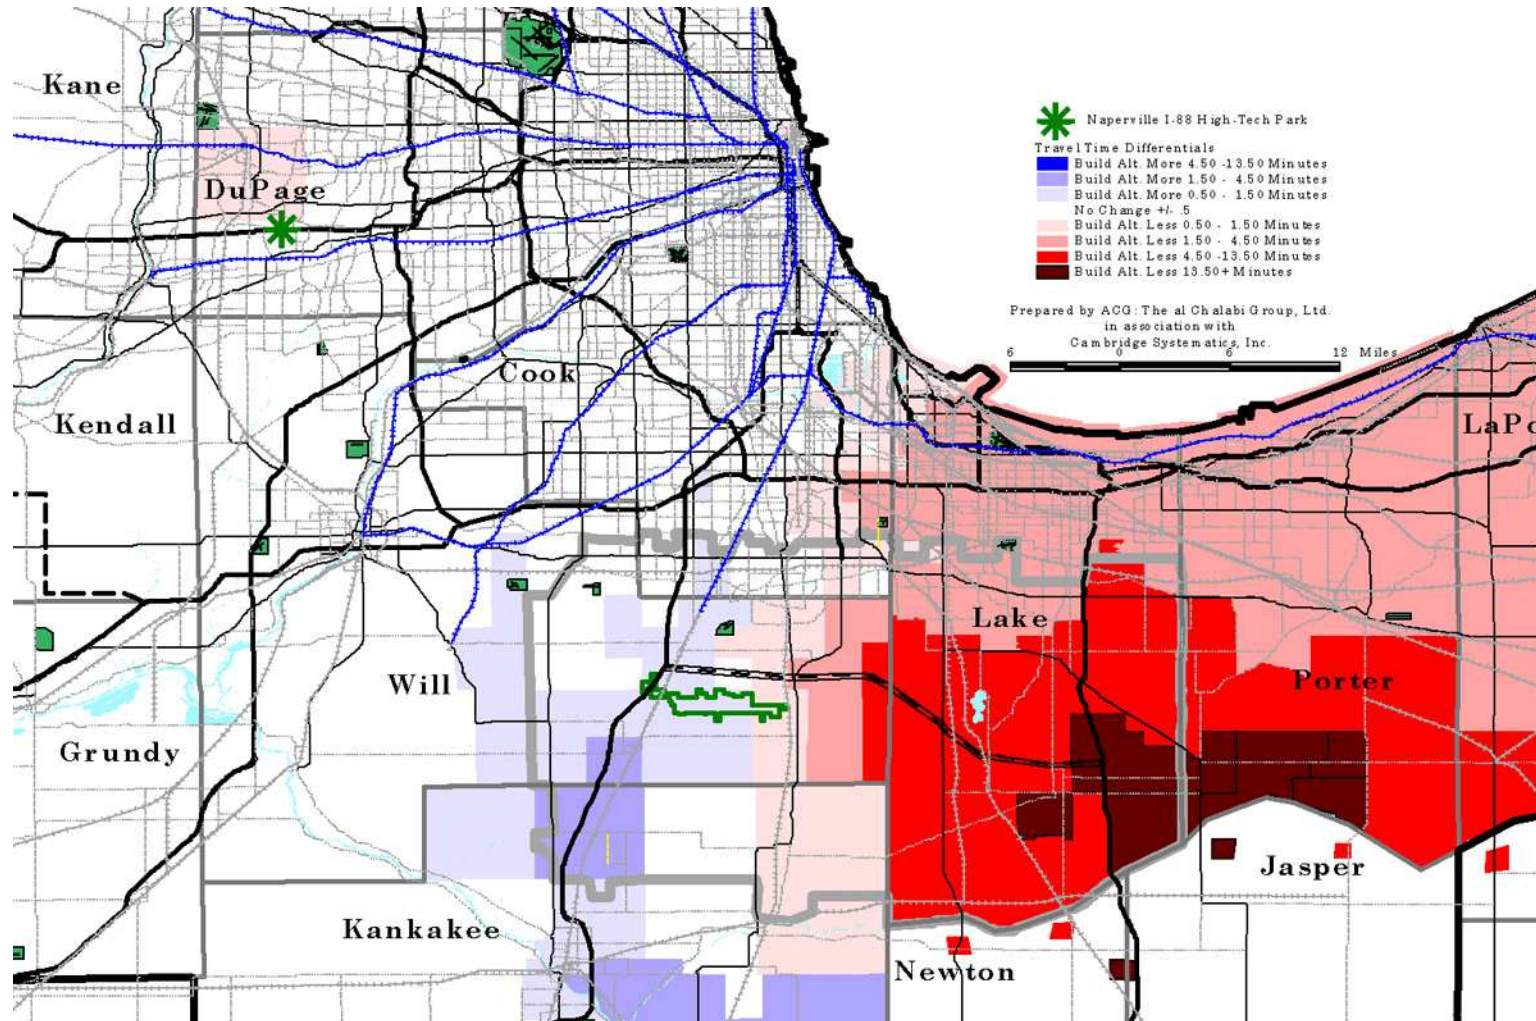 Kane
Naperville I-88 High-Tech Park
Travel Time Differentials
Build Alt. More 4.50 -13.50 Minutes
Build Alt. More 1.50 - 4.50 Minutes
Build Alt. More 0.50 - 1.50 Minutes
No Change +/- .5
Build Alt. Less 0.50 - 1.50 Minutes
Build Alt. Less 1.50 - 4.50 Minutes
Build Alt. Less 4.50 -13.50 Minutes
Build Alt. Less 13.50+ Minutes
DuPage
Prepared by ACG: The al Chalabi Group, Ltd.
in association with
Cambridge Systematics, Inc.
6 0 6 12 Miles
Cook
Kendall
LaPo
Lake
Will
Porter
Grundy
Jasper
Kankakee
Newton